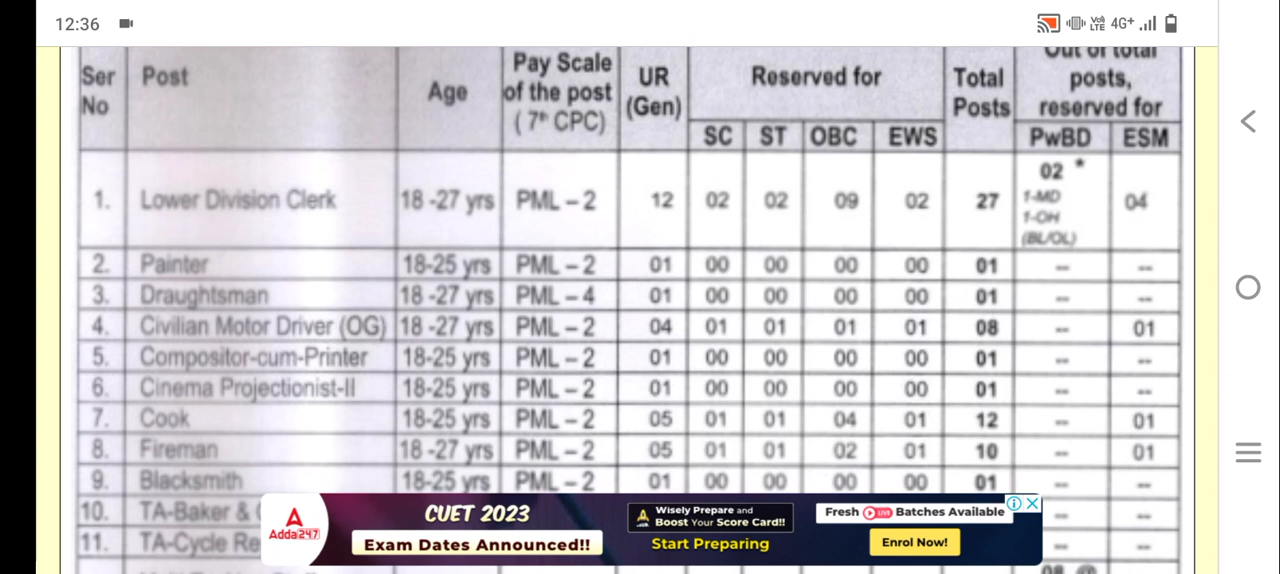 12:36 VoI LTE 4G+
Ser No Post Age Pay Scale of the post ( 7th CPC) UR (Gen) Reserved for Total Posts Out of total posts, reserved for
SC ST OBC EWS PwBD ESM
1. Lower Division Clerk 18 -27 yrs PML – 2 12 02 02 09 02 27 02 * 1-MD 1-OH (BL/OL) 04
2. Painter 18-25 yrs PML – 2 01 00 00 00 00 01 -- --
3. Draughtsman 18 -27 yrs PML – 4 01 00 00 00 00 01 -- --
4. Civilian Motor Driver (OG) 18 -27 yrs PML – 2 04 01 01 01 01 08 -- 01
5. Compositor-cum-Printer 18-25 yrs PML – 2 01 00 00 00 00 01 -- --
6. Cinema Projectionist-II 18-25 yrs PML – 2 01 00 00 00 00 01 -- --
7. Cook 18-25 yrs PML – 2 05 01 01 04 01 12 -- 01
8. Fireman 18 -27 yrs PML – 2 05 01 01 02 01 10 -- 01
9. Blacksmith 18-25 yrs PML – 2 01 00 00 00 00 01 -- --
10. TA-Baker & -- --
11. TA-Cycle Re -- --
08 @
Adda247
CUET 2023
Exam Dates Announced!!
Wisely Prepare and
Boost Your Score Card!!
Start Preparing
Fresh LIVE Batches Available
Enrol Now!